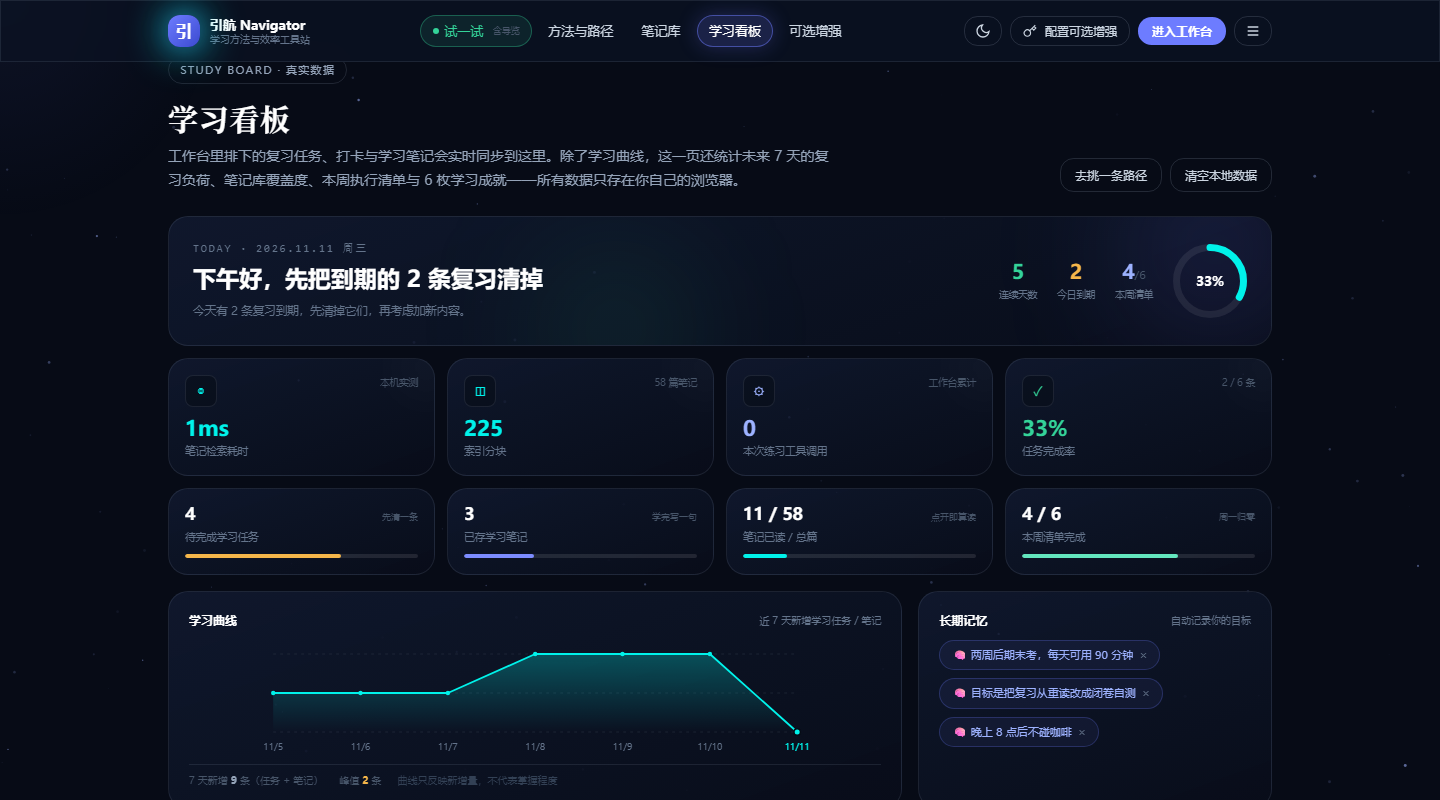 引
引航 Navigator
学习方法与效率工具站
试一试 含导览
方法与路径
笔记库
学习看板
可选增强
配置可选增强
进入工作台
STUDY BOARD · 真实数据
学习看板
工作台里排下的复习任务、打卡与学习笔记会实时同步到这里。除了学习曲线，这一页还统计未来 7 天的复
习负荷、笔记库覆盖度、本周执行清单与 6 枚学习成就——所有数据只存在你自己的浏览器。
去挑一条路径
清空本地数据
TODAY · 2026.11.11 周三
下午好，先把到期的 2 条复习清掉
今天有 2 条复习到期，先清掉它们，再考虑加新内容。
5
连续天数
2
今日到期
4/6
本周清单
33%
本机实测
1ms
笔记检索耗时
58 篇笔记
225
索引分块
工作台累计
0
本次练习工具调用
2 / 6 条
33%
任务完成率
4
先清一条
待完成学习任务
3
学完写一句
已存学习笔记
11 / 58
点开即算读
笔记已读 / 总篇
4 / 6
周一归零
本周清单完成
学习曲线
近 7 天新增学习任务 / 笔记
11/5
11/6
11/7
11/8
11/9
11/10
11/11
7 天新增 9 条（任务 + 笔记）
峰值 2 条
曲线只反映新增量，不代表掌握程度
长期记忆
自动记录你的目标
两周后期末考，每天可用 90 分钟 ×
目标是把复习从重读改成闭卷自测 ×
晚上 8 点后不碰咖啡 ×